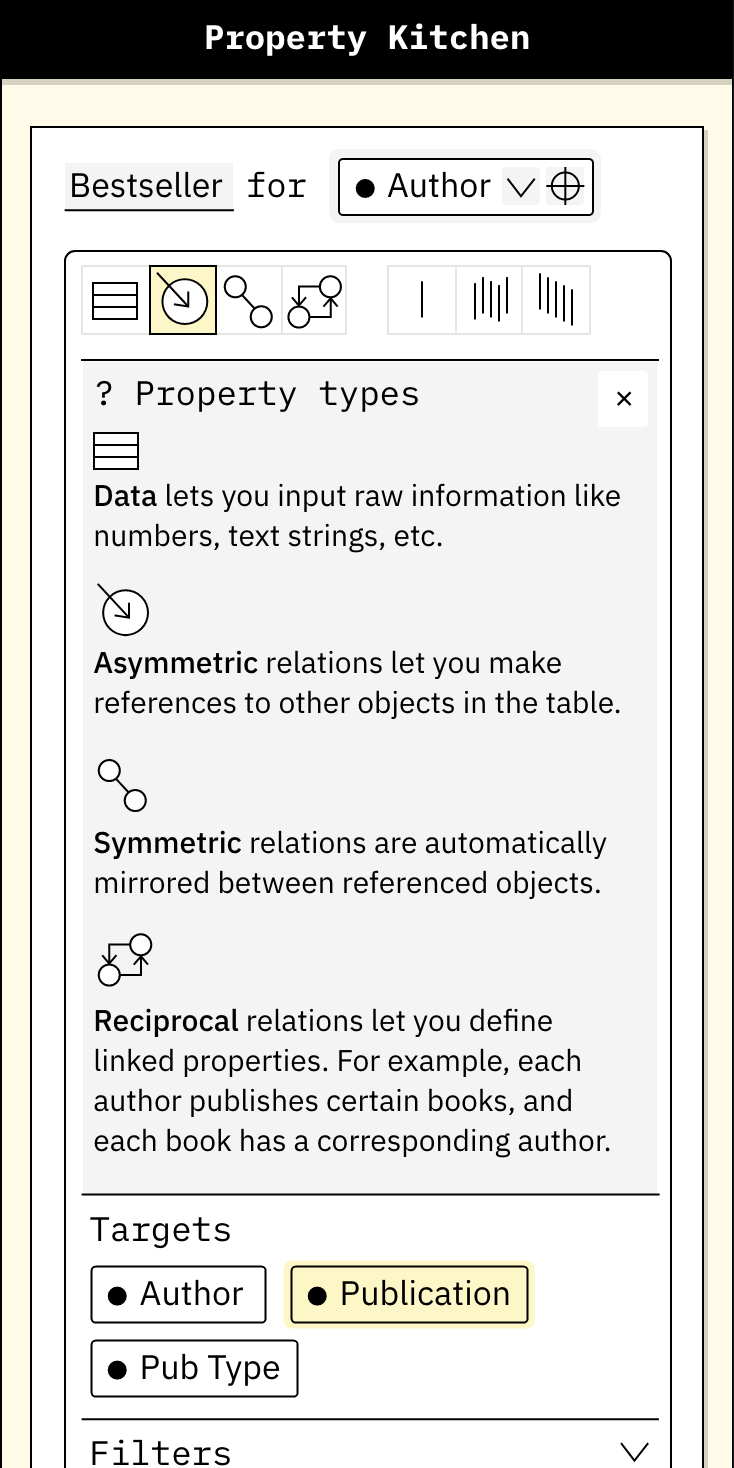 Property Kitchen
Bestseller for Author
? Property types
×
Data lets you input raw information like
numbers, text strings, etc.
Asymmetric relations let you make
references to other objects in the table.
Symmetric relations are automatically
mirrored between referenced objects.
Reciprocal relations let you define
linked properties. For example, each
author publishes certain books, and
each book has a corresponding author.
Targets
Author Publication
Pub Type
Filters